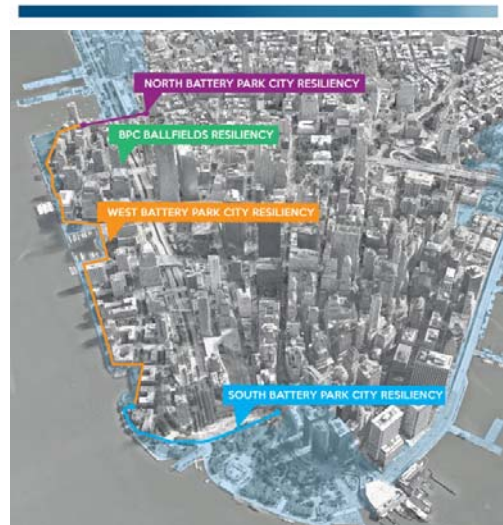 NORTH BATTERY PARK CITY RESILIENCY
BPC BALLFIELDS RESILIENCY
WEST BATTERY PARK CITY RESILIENCY
SOUTH BATTERY PARK CITY RESILIENCY